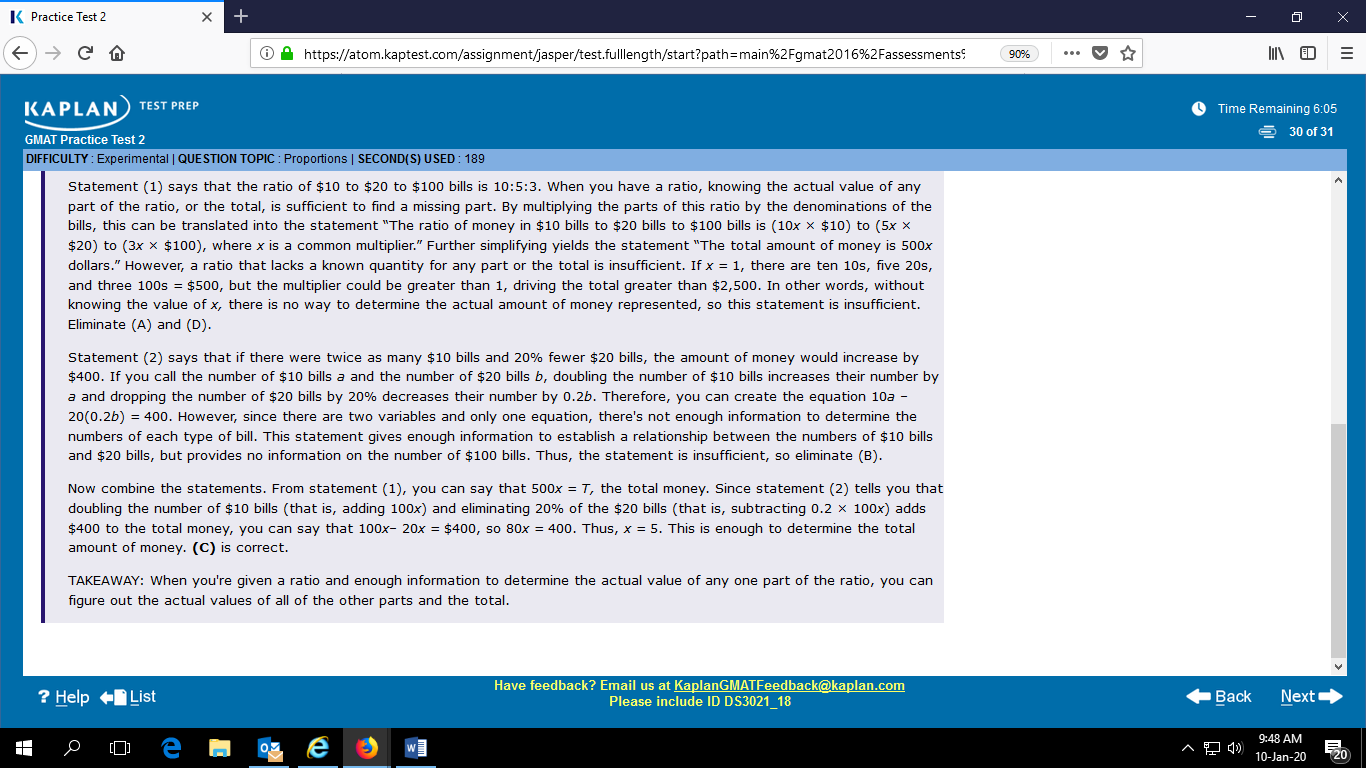 Practice Test 2
https://atom.kaptest.com/assignment/jasper/test.fulllength/start?path=main%2Fgmat2016%2Fassessments%
90%
KAPLAN TEST PREP
GMAT Practice Test 2
Time Remaining 6:05
30 of 31
DIFFICULTY : Experimental | QUESTION TOPIC : Proportions | SECOND(S) USED : 189
Statement (1) says that the ratio of $10 to $20 to $100 bills is 10:5:3. When you have a ratio, knowing the actual value of any
part of the ratio, or the total, is sufficient to find a missing part. By multiplying the parts of this ratio by the denominations of the
bills, this can be translated into the statement “The ratio of money in $10 bills to $20 bills to $100 bills is (10x × $10) to (5x ×
$20) to (3x × $100), where x is a common multiplier.” Further simplifying yields the statement “The total amount of money is 500x
dollars.” However, a ratio that lacks a known quantity for any part or the total is insufficient. If x = 1, there are ten 10s, five 20s,
and three 100s = $500, but the multiplier could be greater than 1, driving the total greater than $2,500. In other words, without
knowing the value of x, there is no way to determine the actual amount of money represented, so this statement is insufficient.
Eliminate (A) and (D).
Statement (2) says that if there were twice as many $10 bills and 20% fewer $20 bills, the amount of money would increase by
$400. If you call the number of $10 bills a and the number of $20 bills b, doubling the number of $10 bills increases their number by
a and dropping the number of $20 bills by 20% decreases their number by 0.2b. Therefore, you can create the equation 10a –
20(0.2b) = 400. However, since there are two variables and only one equation, there's not enough information to determine the
numbers of each type of bill. This statement gives enough information to establish a relationship between the numbers of $10 bills
and $20 bills, but provides no information on the number of $100 bills. Thus, the statement is insufficient, so eliminate (B).
Now combine the statements. From statement (1), you can say that 500x = T, the total money. Since statement (2) tells you that
doubling the number of $10 bills (that is, adding 100x) and eliminating 20% of the $20 bills (that is, subtracting 0.2 × 100x) adds
$400 to the total money, you can say that 100x– 20x = $400, so 80x = 400. Thus, x = 5. This is enough to determine the total
amount of money. (C) is correct.
TAKEAWAY: When you're given a ratio and enough information to determine the actual value of any one part of the ratio, you can
figure out the actual values of all of the other parts and the total.
? Help
List
Have feedback? Email us at KaplanGMATFeedback@kaplan.com
Please include ID DS3021_18
Back
Next
9:48 AM
10-Jan-20
20